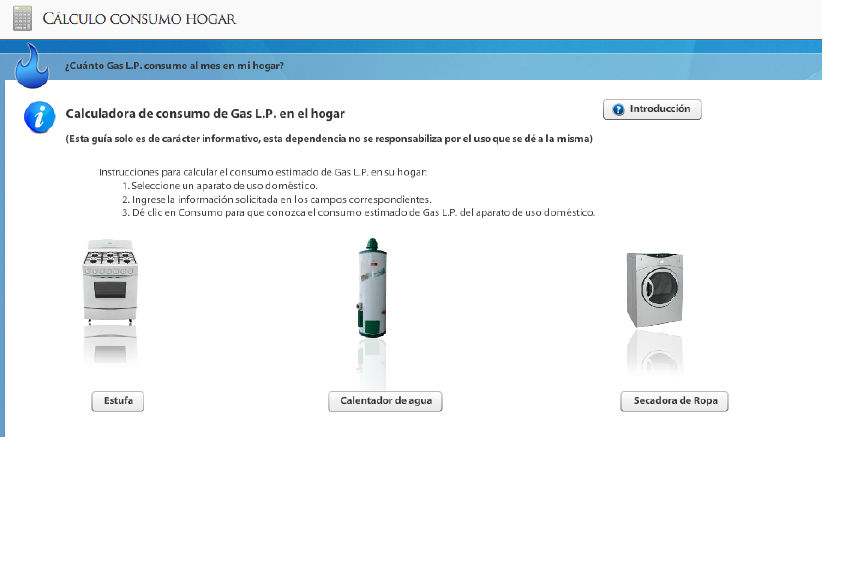 CÁLCULO CONSUMO HOGAR
¿Cuánto Gas L.P. consumo al mes en mi hogar?
Calculadora de consumo de Gas L.P. en el hogar
Introducción
(Esta guía solo es de carácter informativo, esta dependencia no se responsabiliza por el uso que se dé a la misma)
Instrucciones para calcular el consumo estimado de Gas L.P. en su hogar:
1. Seleccione un aparato de uso doméstico.
2. Ingrese la información solicitada en los campos correspondientes.
3. Dé clic en Consumo para que conozca el consumo estimado de Gas L.P. del aparato de uso doméstico.
Estufa
Calentador de agua
Secadora de Ropa